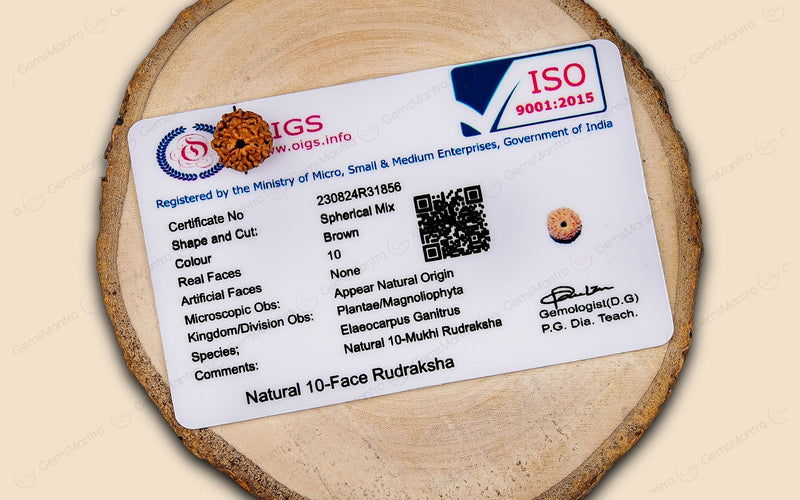 OIGS
www.oigs.info
ISO
9001:2015
Registered by the Ministry of Micro, Small & Medium Enterprises, Government of India
Certificate No 230824R31856
Shape and Cut: Spherical Mix
Colour Brown
Real Faces 10
Artificial Faces None
Microscopic Obs: Appear Natural Origin
Kingdom/Division Obs: Plantae/Magnoliophyta
Species; Elaeocarpus Ganitrus
Comments: Natural 10-Mukhi Rudraksha
Natural 10-Face Rudraksha
Gemologist(D.G)
P.G. Dia. Teach.
GemsMantra